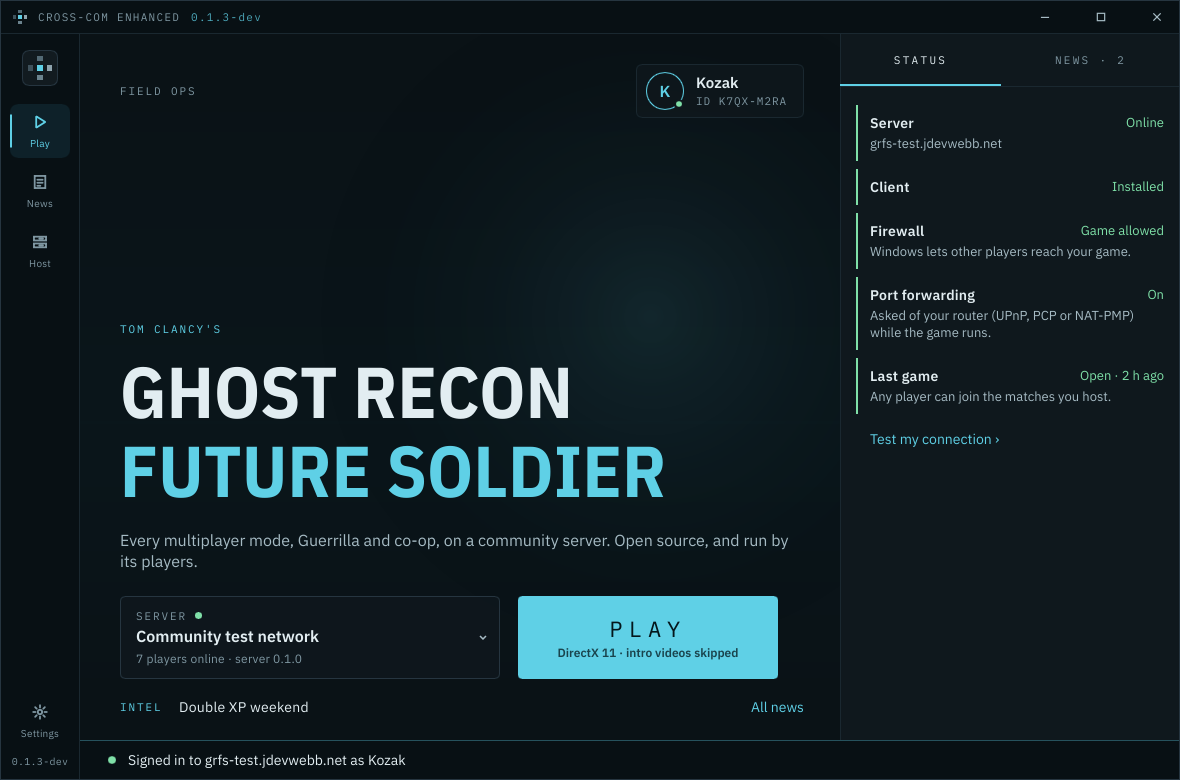 CROSS-COM ENHANCED 0.1.3-dev
Play
News
Host
Settings
0.1.3-dev
FIELD OPS
K
Kozak
ID K7QX-M2RA
TOM CLANCY'S
GHOST RECON
FUTURE SOLDIER
Every multiplayer mode, Guerrilla and co-op, on a community server. Open source, and run by
its players.
SERVER
Community test network
7 players online · server 0.1.0
PLAY
DirectX 11 · intro videos skipped
INTEL Double XP weekend All news
STATUS NEWS · 2
Server Online
grfs-test.jdevwebb.net
Client Installed
Firewall Game allowed
Windows lets other players reach your game.
Port forwarding On
Asked of your router (UPnP, PCP or NAT-PMP)
while the game runs.
Last game Open · 2 h ago
Any player can join the matches you host.
Test my connection ›
Signed in to grfs-test.jdevwebb.net as Kozak